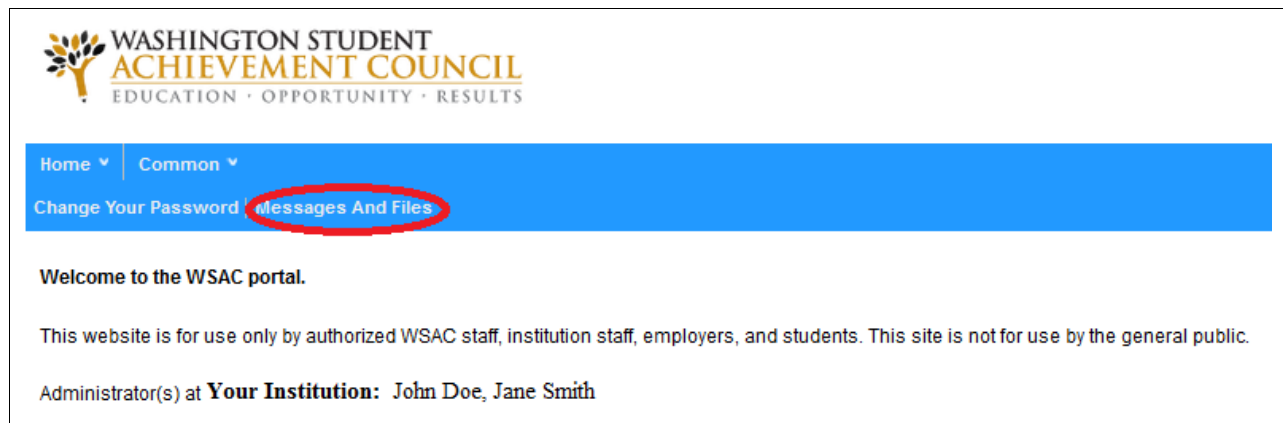 WASHINGTON STUDENT
ACHIEVEMENT COUNCIL
EDUCATION · OPPORTUNITY · RESULTS
Home Common
Change Your Password | Messages And Files
Welcome to the WSAC portal.
This website is for use only by authorized WSAC staff, institution staff, employers, and students. This site is not for use by the general public.
Administrator(s) at Your Institution: John Doe, Jane Smith